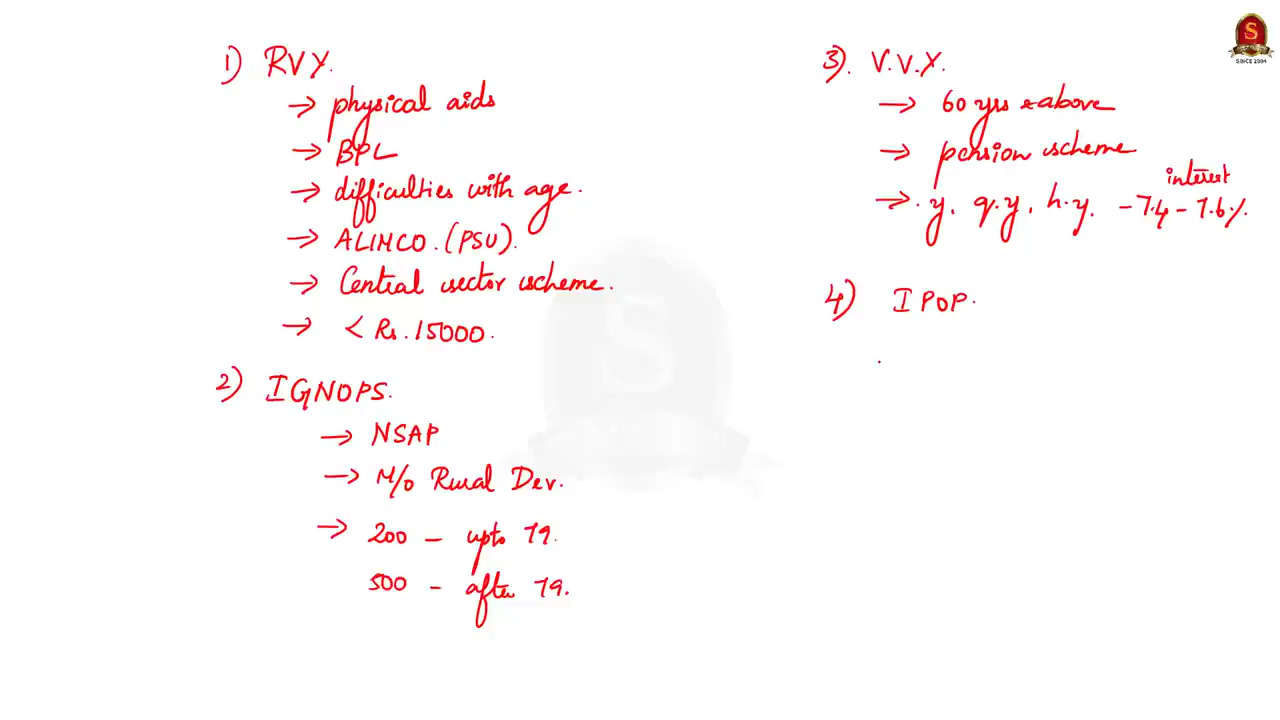 1) RVY.
→ physical aids
→ BPL
→ difficulties with age.
→ ALIMCO. (PSU).
→ Central sector scheme.
→ < Rs. 15000.
2) IGNOPS.
→ NSAP
→ M/o Rural Dev.
→ 200 – upto 79.
500 – after 79.
3). V.V.Y.
→ 60 yrs & above
→ pension scheme
interest
→ . y. q.y, h.y. – 7.4 – 7.6%.
4) IPOP.
S
SINCE 2004